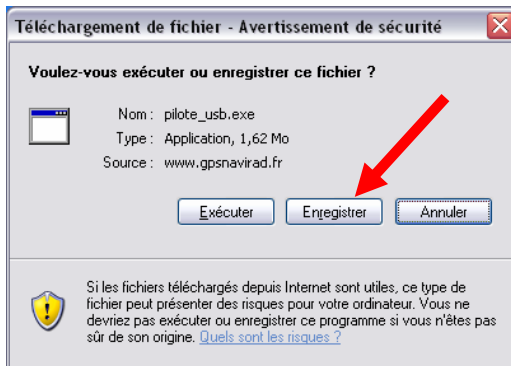 Téléchargement de fichier - Avertissement de sécurité
Voulez-vous exécuter ou enregistrer ce fichier ?
Nom : pilote_usb.exe
Type : Application, 1,62 Mo
Source : www.gpsnavirad.fr
Exécuter Enregistrer Annuler
Si les fichiers téléchargés depuis Internet sont utiles, ce type de
fichier peut présenter des risques pour votre ordinateur. Vous ne
devriez pas exécuter ou enregistrer ce programme si vous n'êtes pas
sûr de son origine. Quels sont les risques ?